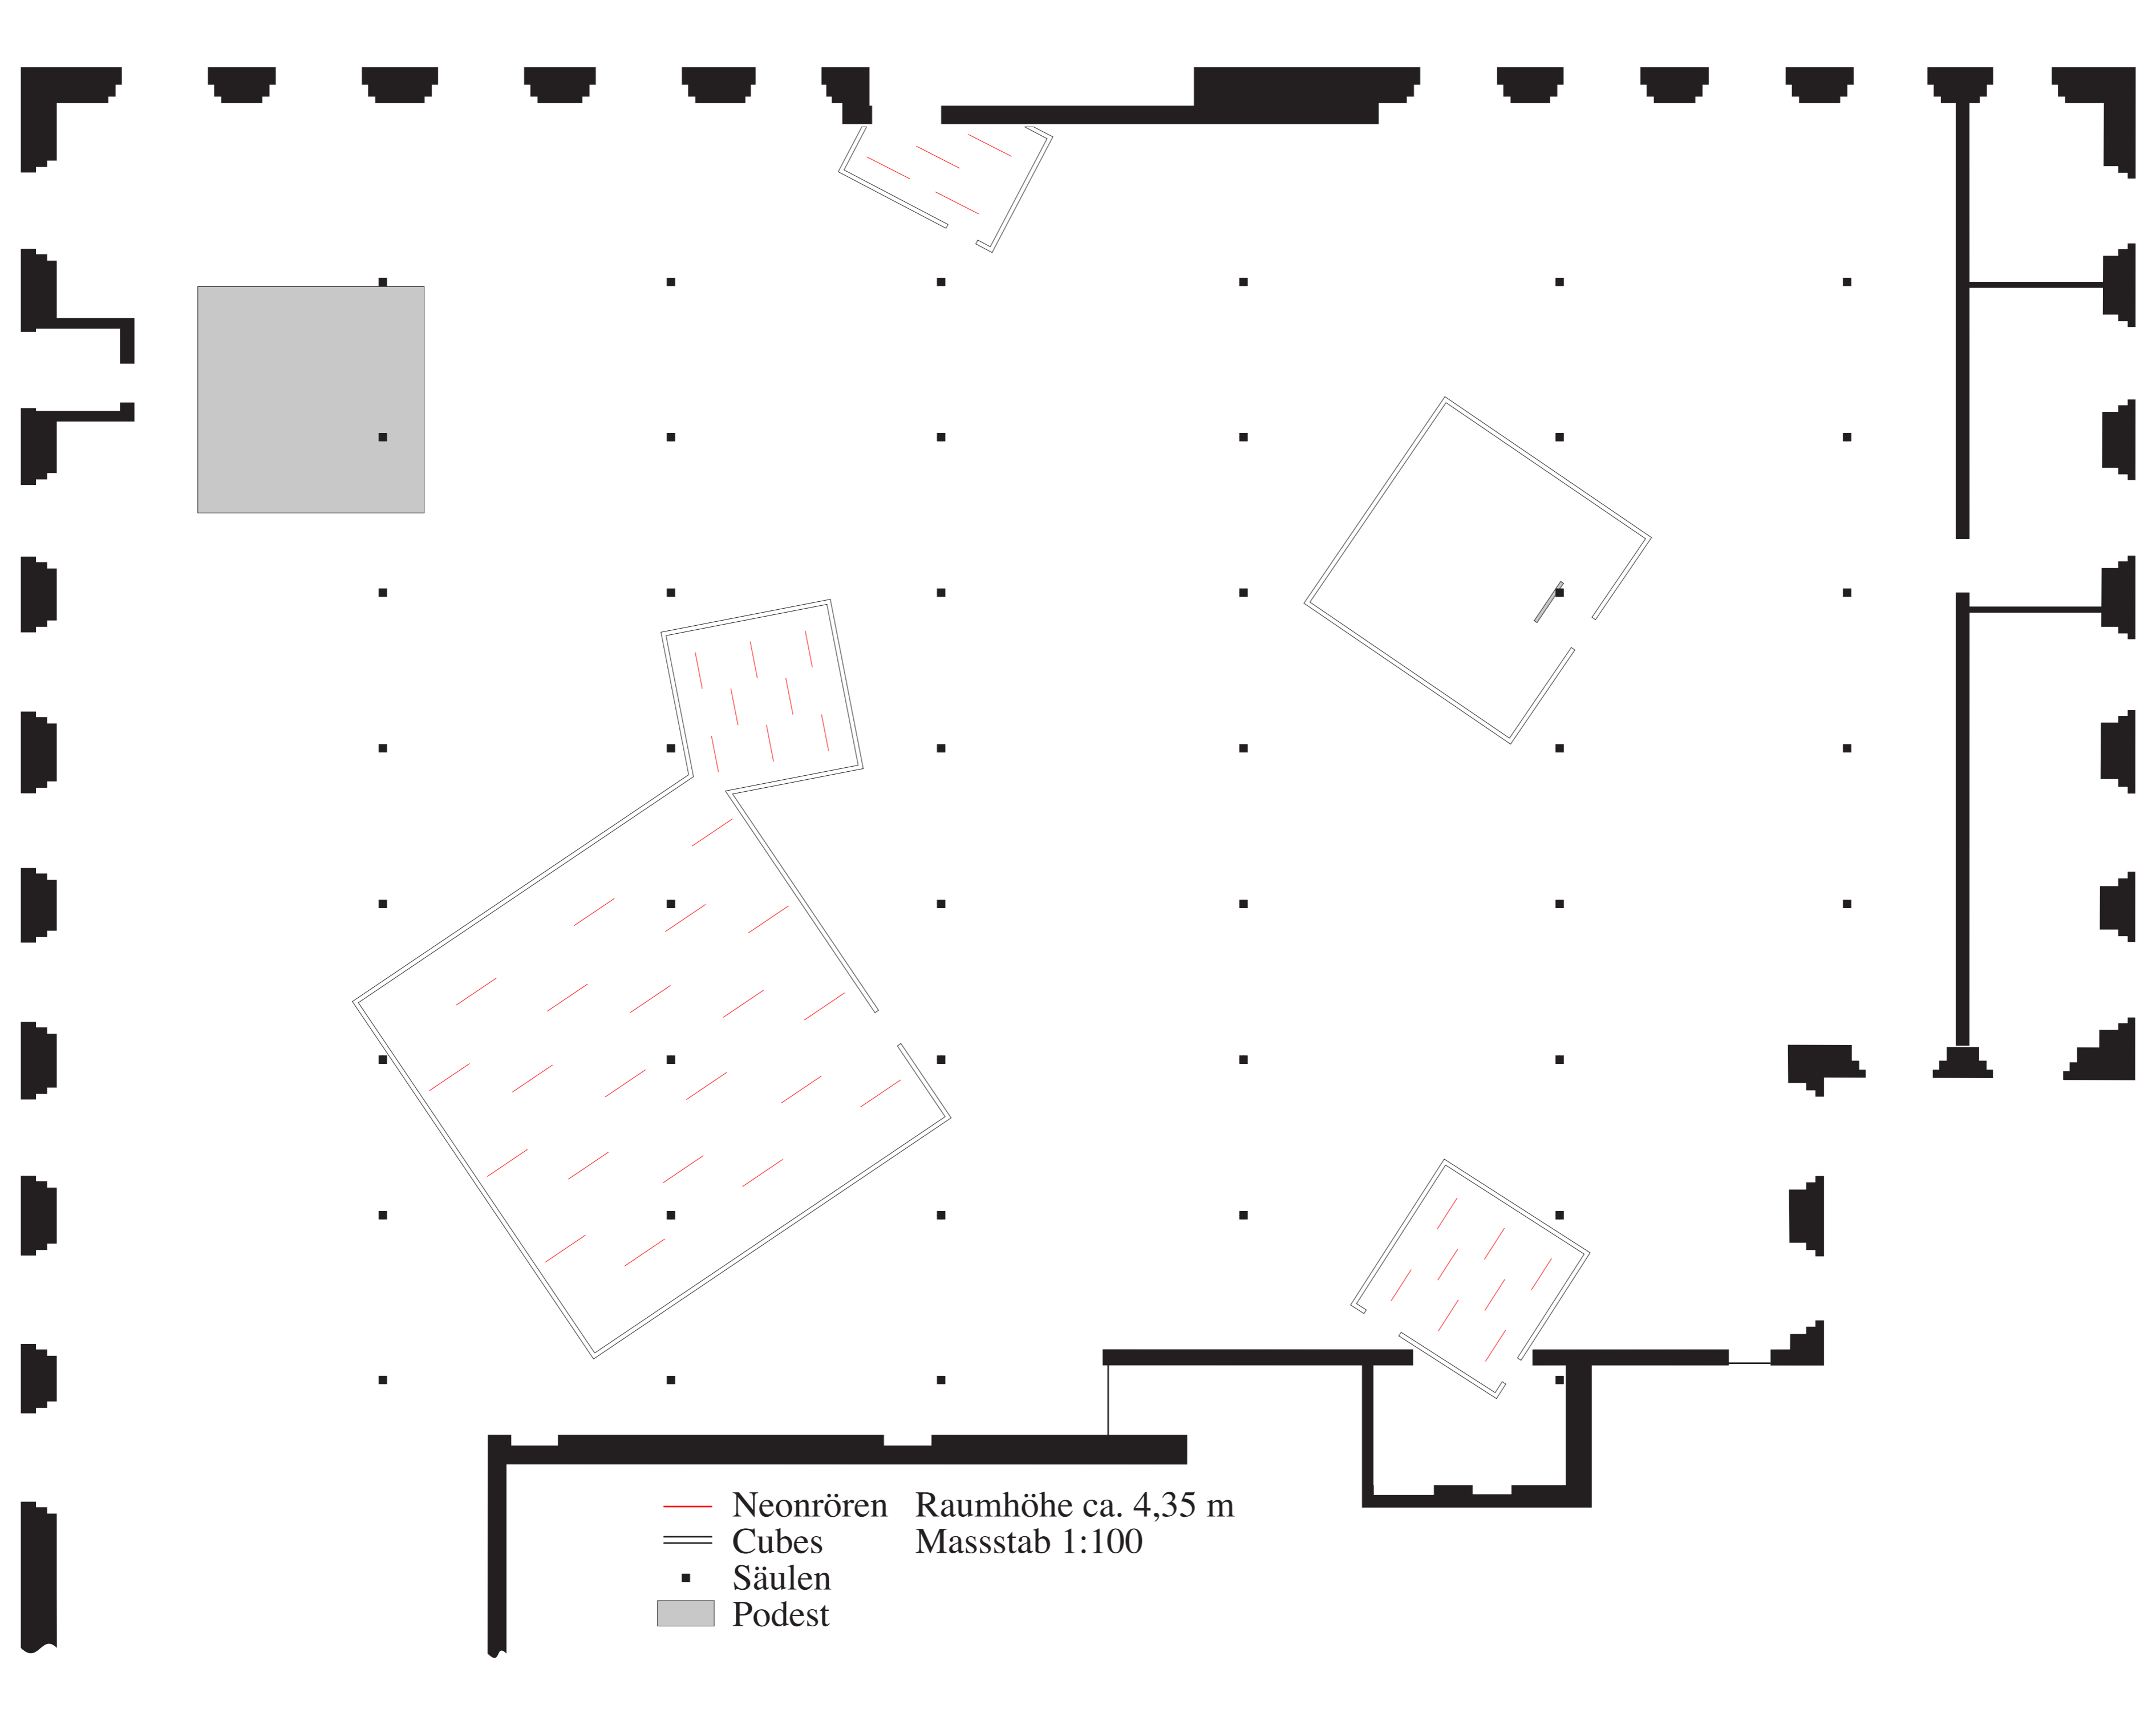 Neonrören Raumhöhe ca. 4,35 m
Cubes Massstab 1:100
Säulen
Podest